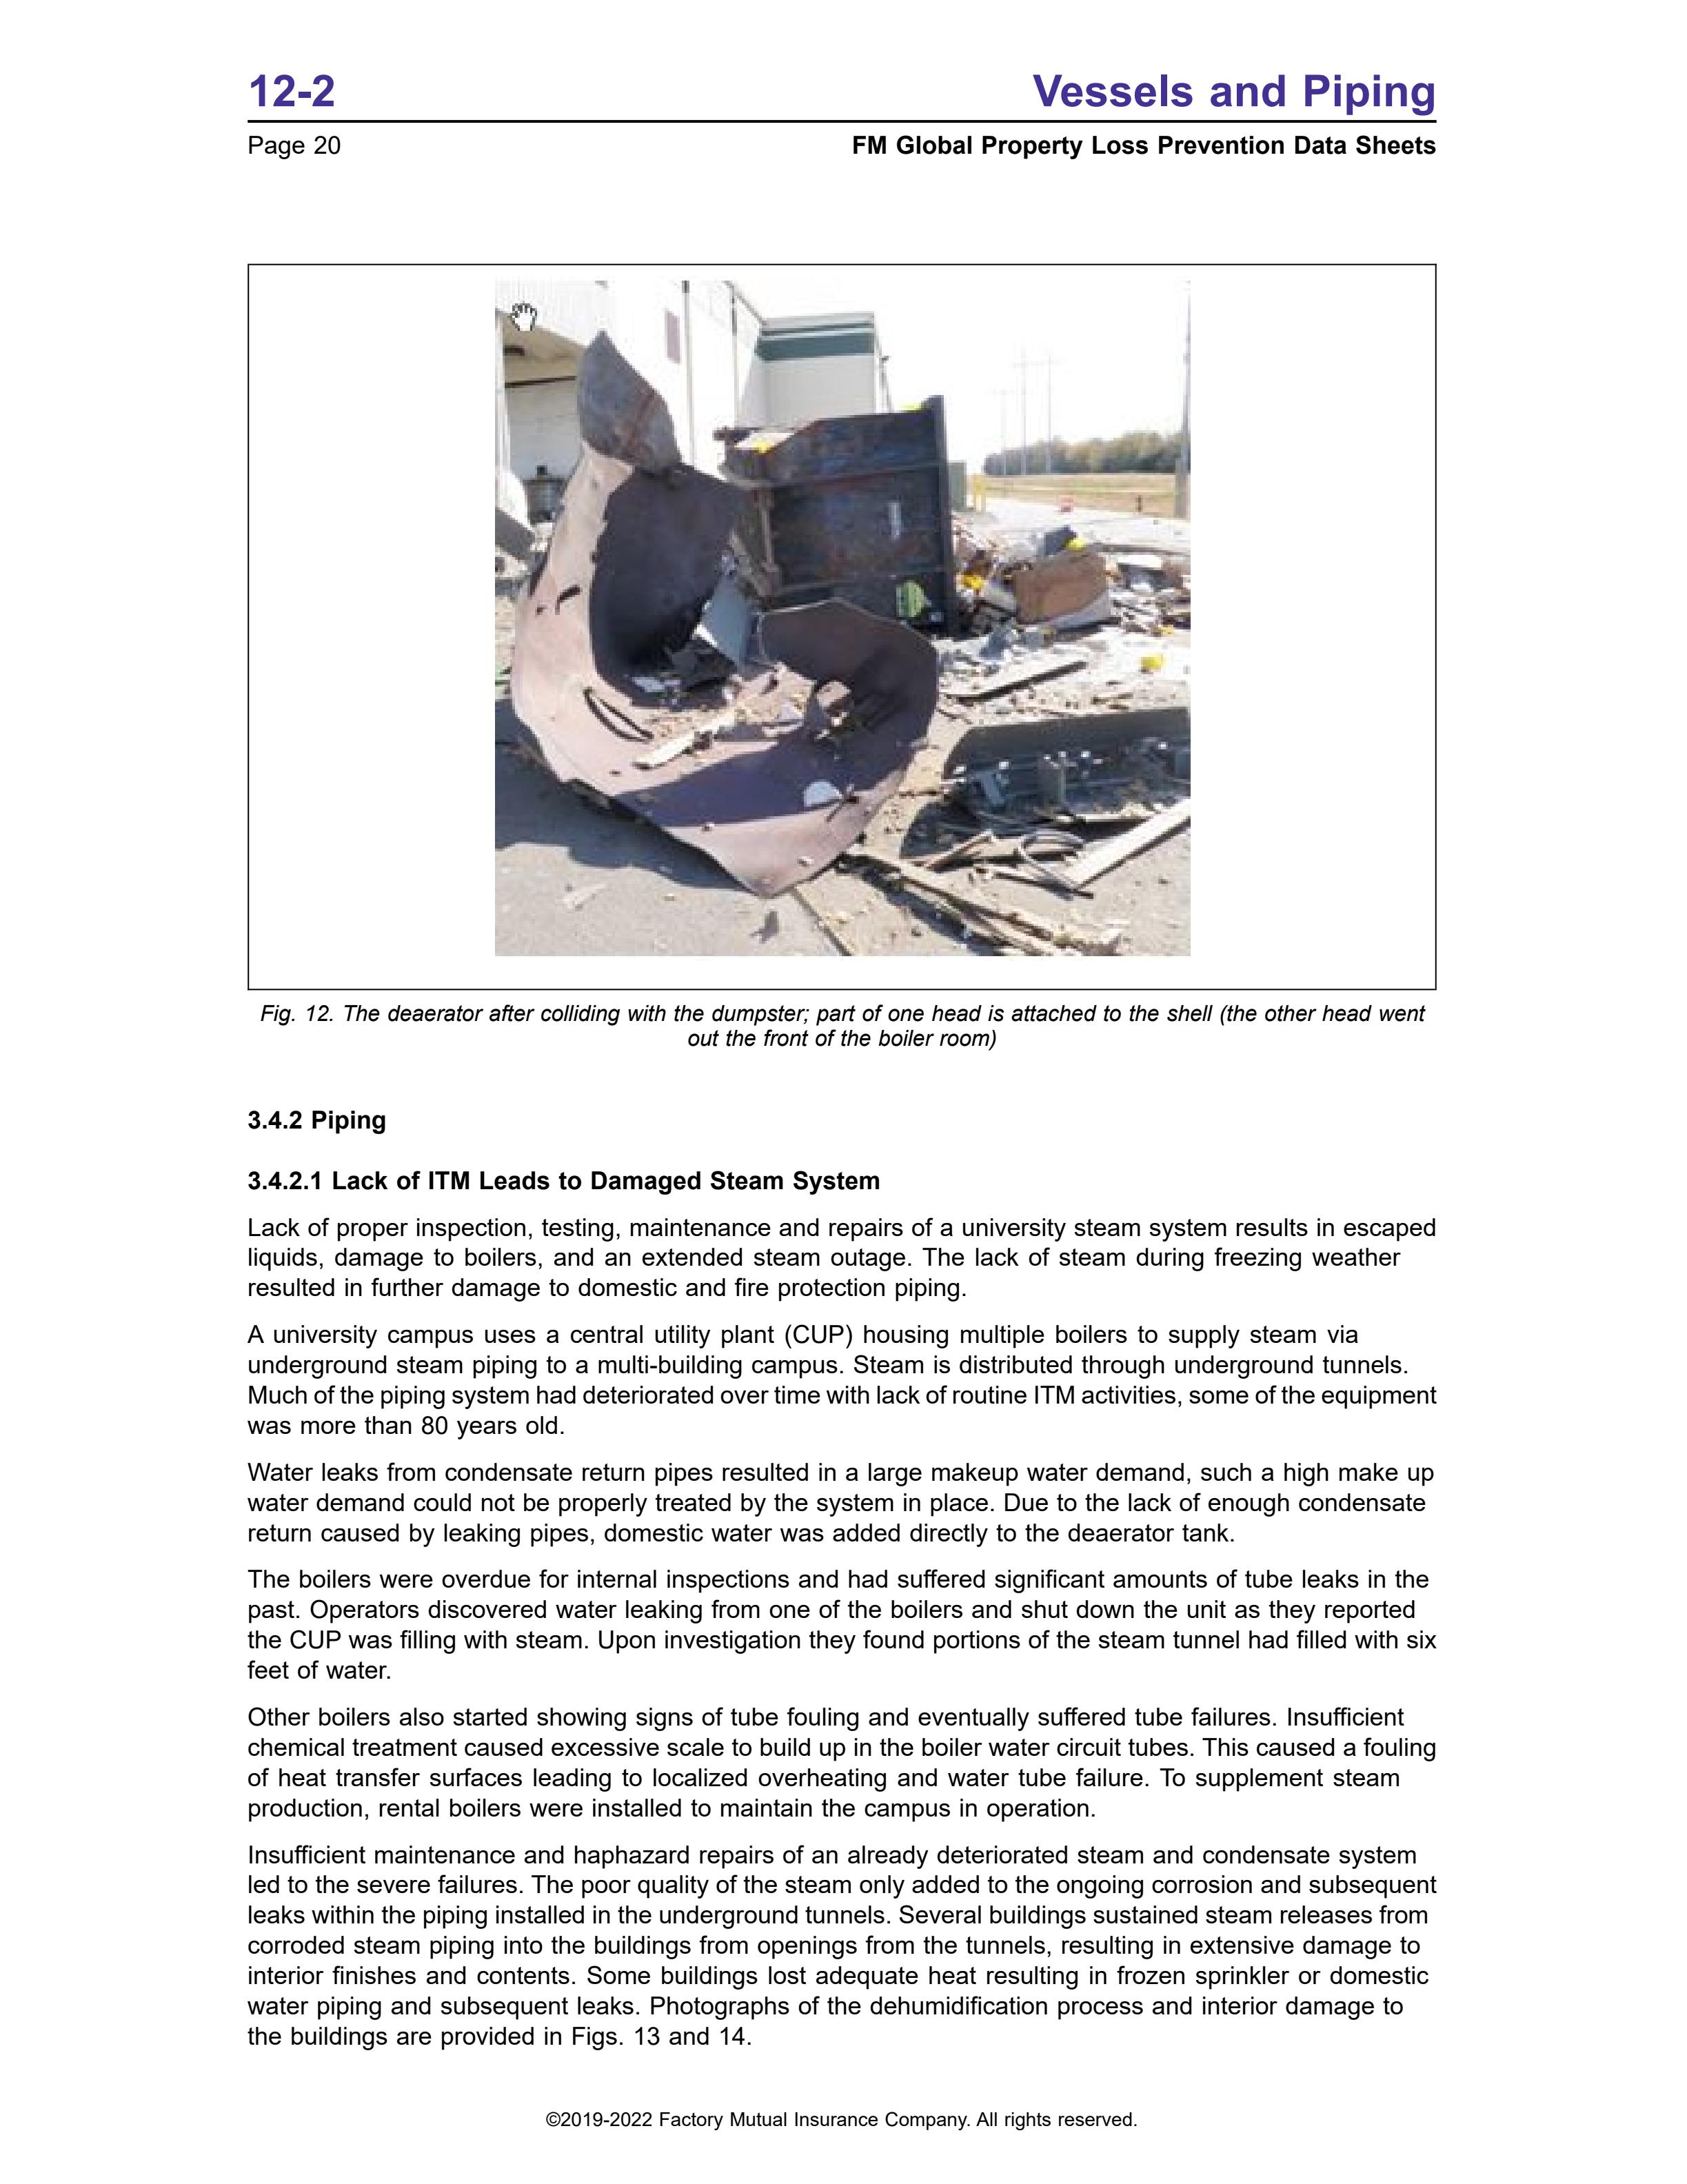 12-2
Vessels and Piping
Page 20
FM Global Property Loss Prevention Data Sheets
Fig. 12. The deaerator after colliding with the dumpster; part of one head is attached to the shell (the other head went
out the front of the boiler room)
3.4.2 Piping
3.4.2.1 Lack of ITM Leads to Damaged Steam System
Lack of proper inspection, testing, maintenance and repairs of a university steam system results in escaped
liquids, damage to boilers, and an extended steam outage. The lack of steam during freezing weather
resulted in further damage to domestic and fire protection piping.
A university campus uses a central utility plant (CUP) housing multiple boilers to supply steam via
underground steam piping to a multi-building campus. Steam is distributed through underground tunnels.
Much of the piping system had deteriorated over time with lack of routine ITM activities, some of the equipment
was more than 80 years old.
Water leaks from condensate return pipes resulted in a large makeup water demand, such a high make up
water demand could not be properly treated by the system in place. Due to the lack of enough condensate
return caused by leaking pipes, domestic water was added directly to the deaerator tank.
The boilers were overdue for internal inspections and had suffered significant amounts of tube leaks in the
past. Operators discovered water leaking from one of the boilers and shut down the unit as they reported
the CUP was filling with steam. Upon investigation they found portions of the steam tunnel had filled with six
feet of water.
Other boilers also started showing signs of tube fouling and eventually suffered tube failures. Insufficient
chemical treatment caused excessive scale to build up in the boiler water circuit tubes. This caused a fouling
of heat transfer surfaces leading to localized overheating and water tube failure. To supplement steam
production, rental boilers were installed to maintain the campus in operation.
Insufficient maintenance and haphazard repairs of an already deteriorated steam and condensate system
led to the severe failures. The poor quality of the steam only added to the ongoing corrosion and subsequent
leaks within the piping installed in the underground tunnels. Several buildings sustained steam releases from
corroded steam piping into the buildings from openings from the tunnels, resulting in extensive damage to
interior finishes and contents. Some buildings lost adequate heat resulting in frozen sprinkler or domestic
water piping and subsequent leaks. Photographs of the dehumidification process and interior damage to
the buildings are provided in Figs. 13 and 14.
©2019-2022 Factory Mutual Insurance Company. All rights reserved.